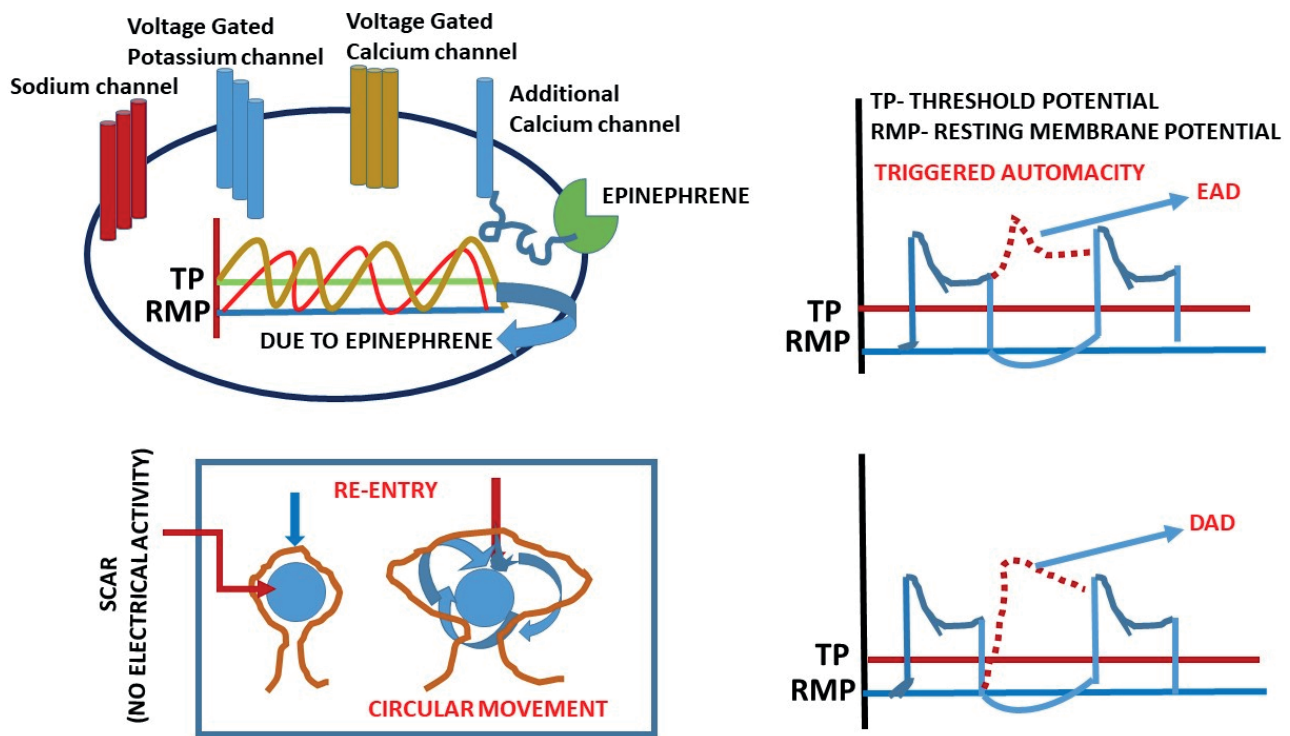 Voltage Gated
Potassium channel
Voltage Gated
Calcium channel
Sodium channel
Additional
Calcium channel
EPINEPHRENE
TP
RMP
DUE TO EPINEPHRENE
TP- THRESHOLD POTENTIAL
RMP- RESTING MEMBRANE POTENTIAL
TRIGGERED AUTOMACITY
EAD
TP
RMP
SCAR
(NO ELECTRICAL ACTIVITY)
RE-ENTRY
CIRCULAR MOVEMENT
DAD
TP
RMP